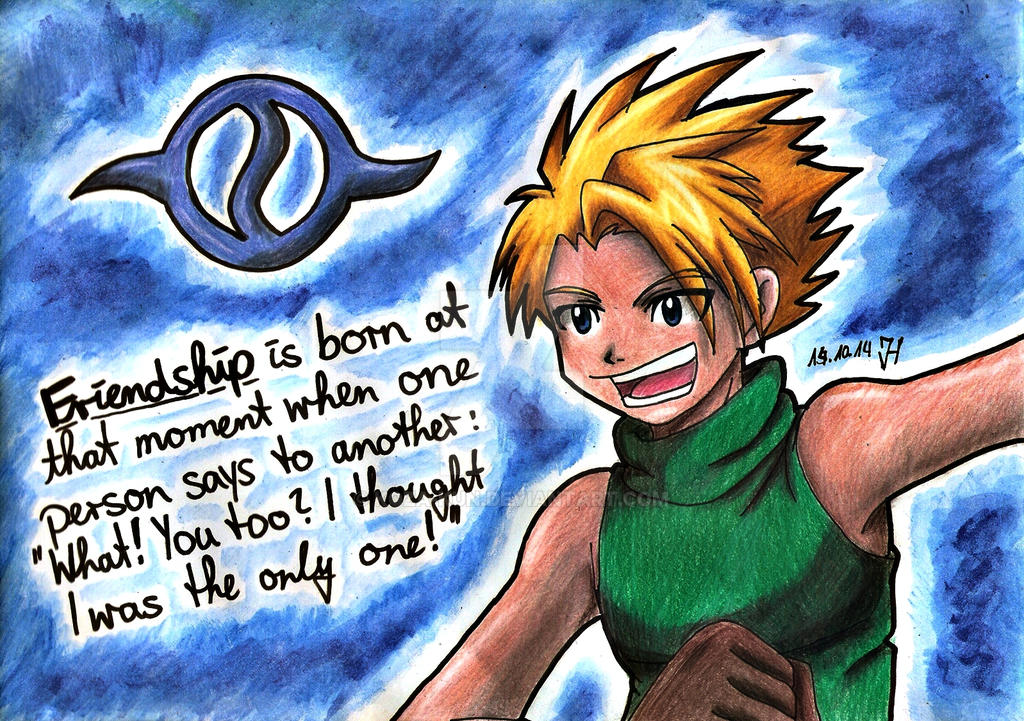 Friendship is born at
that moment when one
person says to another:
"What! You too? I thought
I was the only one!"
19.10.14 JH